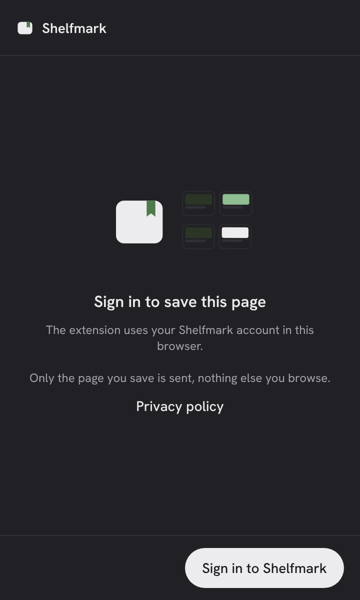 Shelfmark
Sign in to save this page
The extension uses your Shelfmark account in this
browser.
Only the page you save is sent, nothing else you browse.
Privacy policy
Sign in to Shelfmark